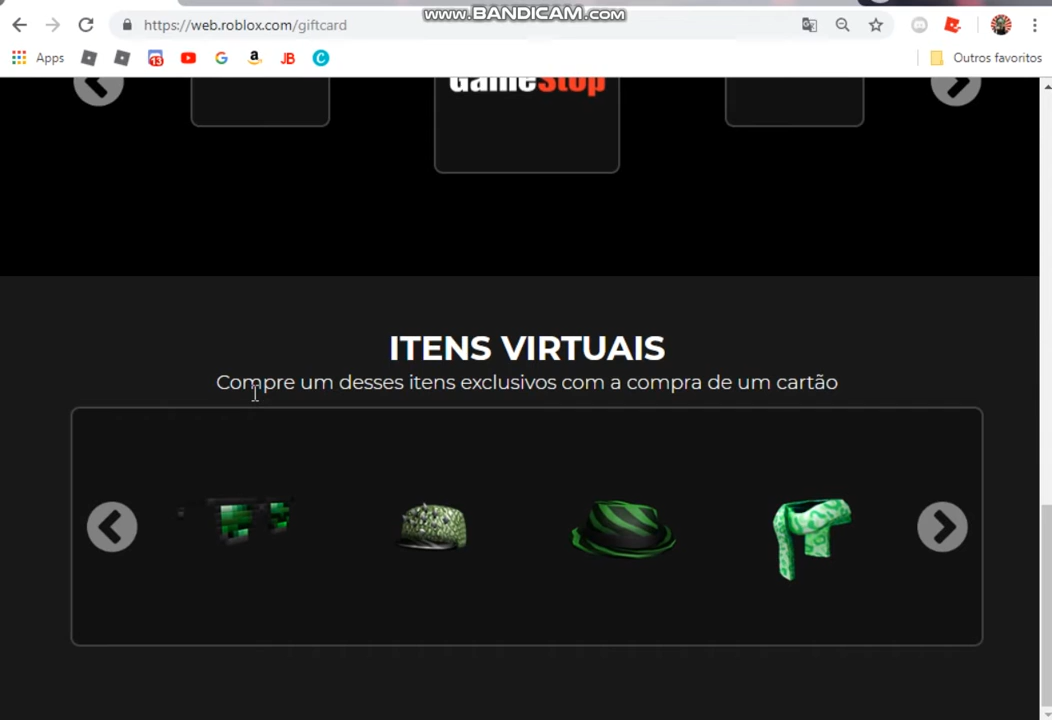 www.BANDICAM.com
https://web.roblox.com/giftcard
Apps
13
JB
Outros favoritos
GameStop
ITENS VIRTUAIS
Compre um desses itens exclusivos com a compra de um cartão